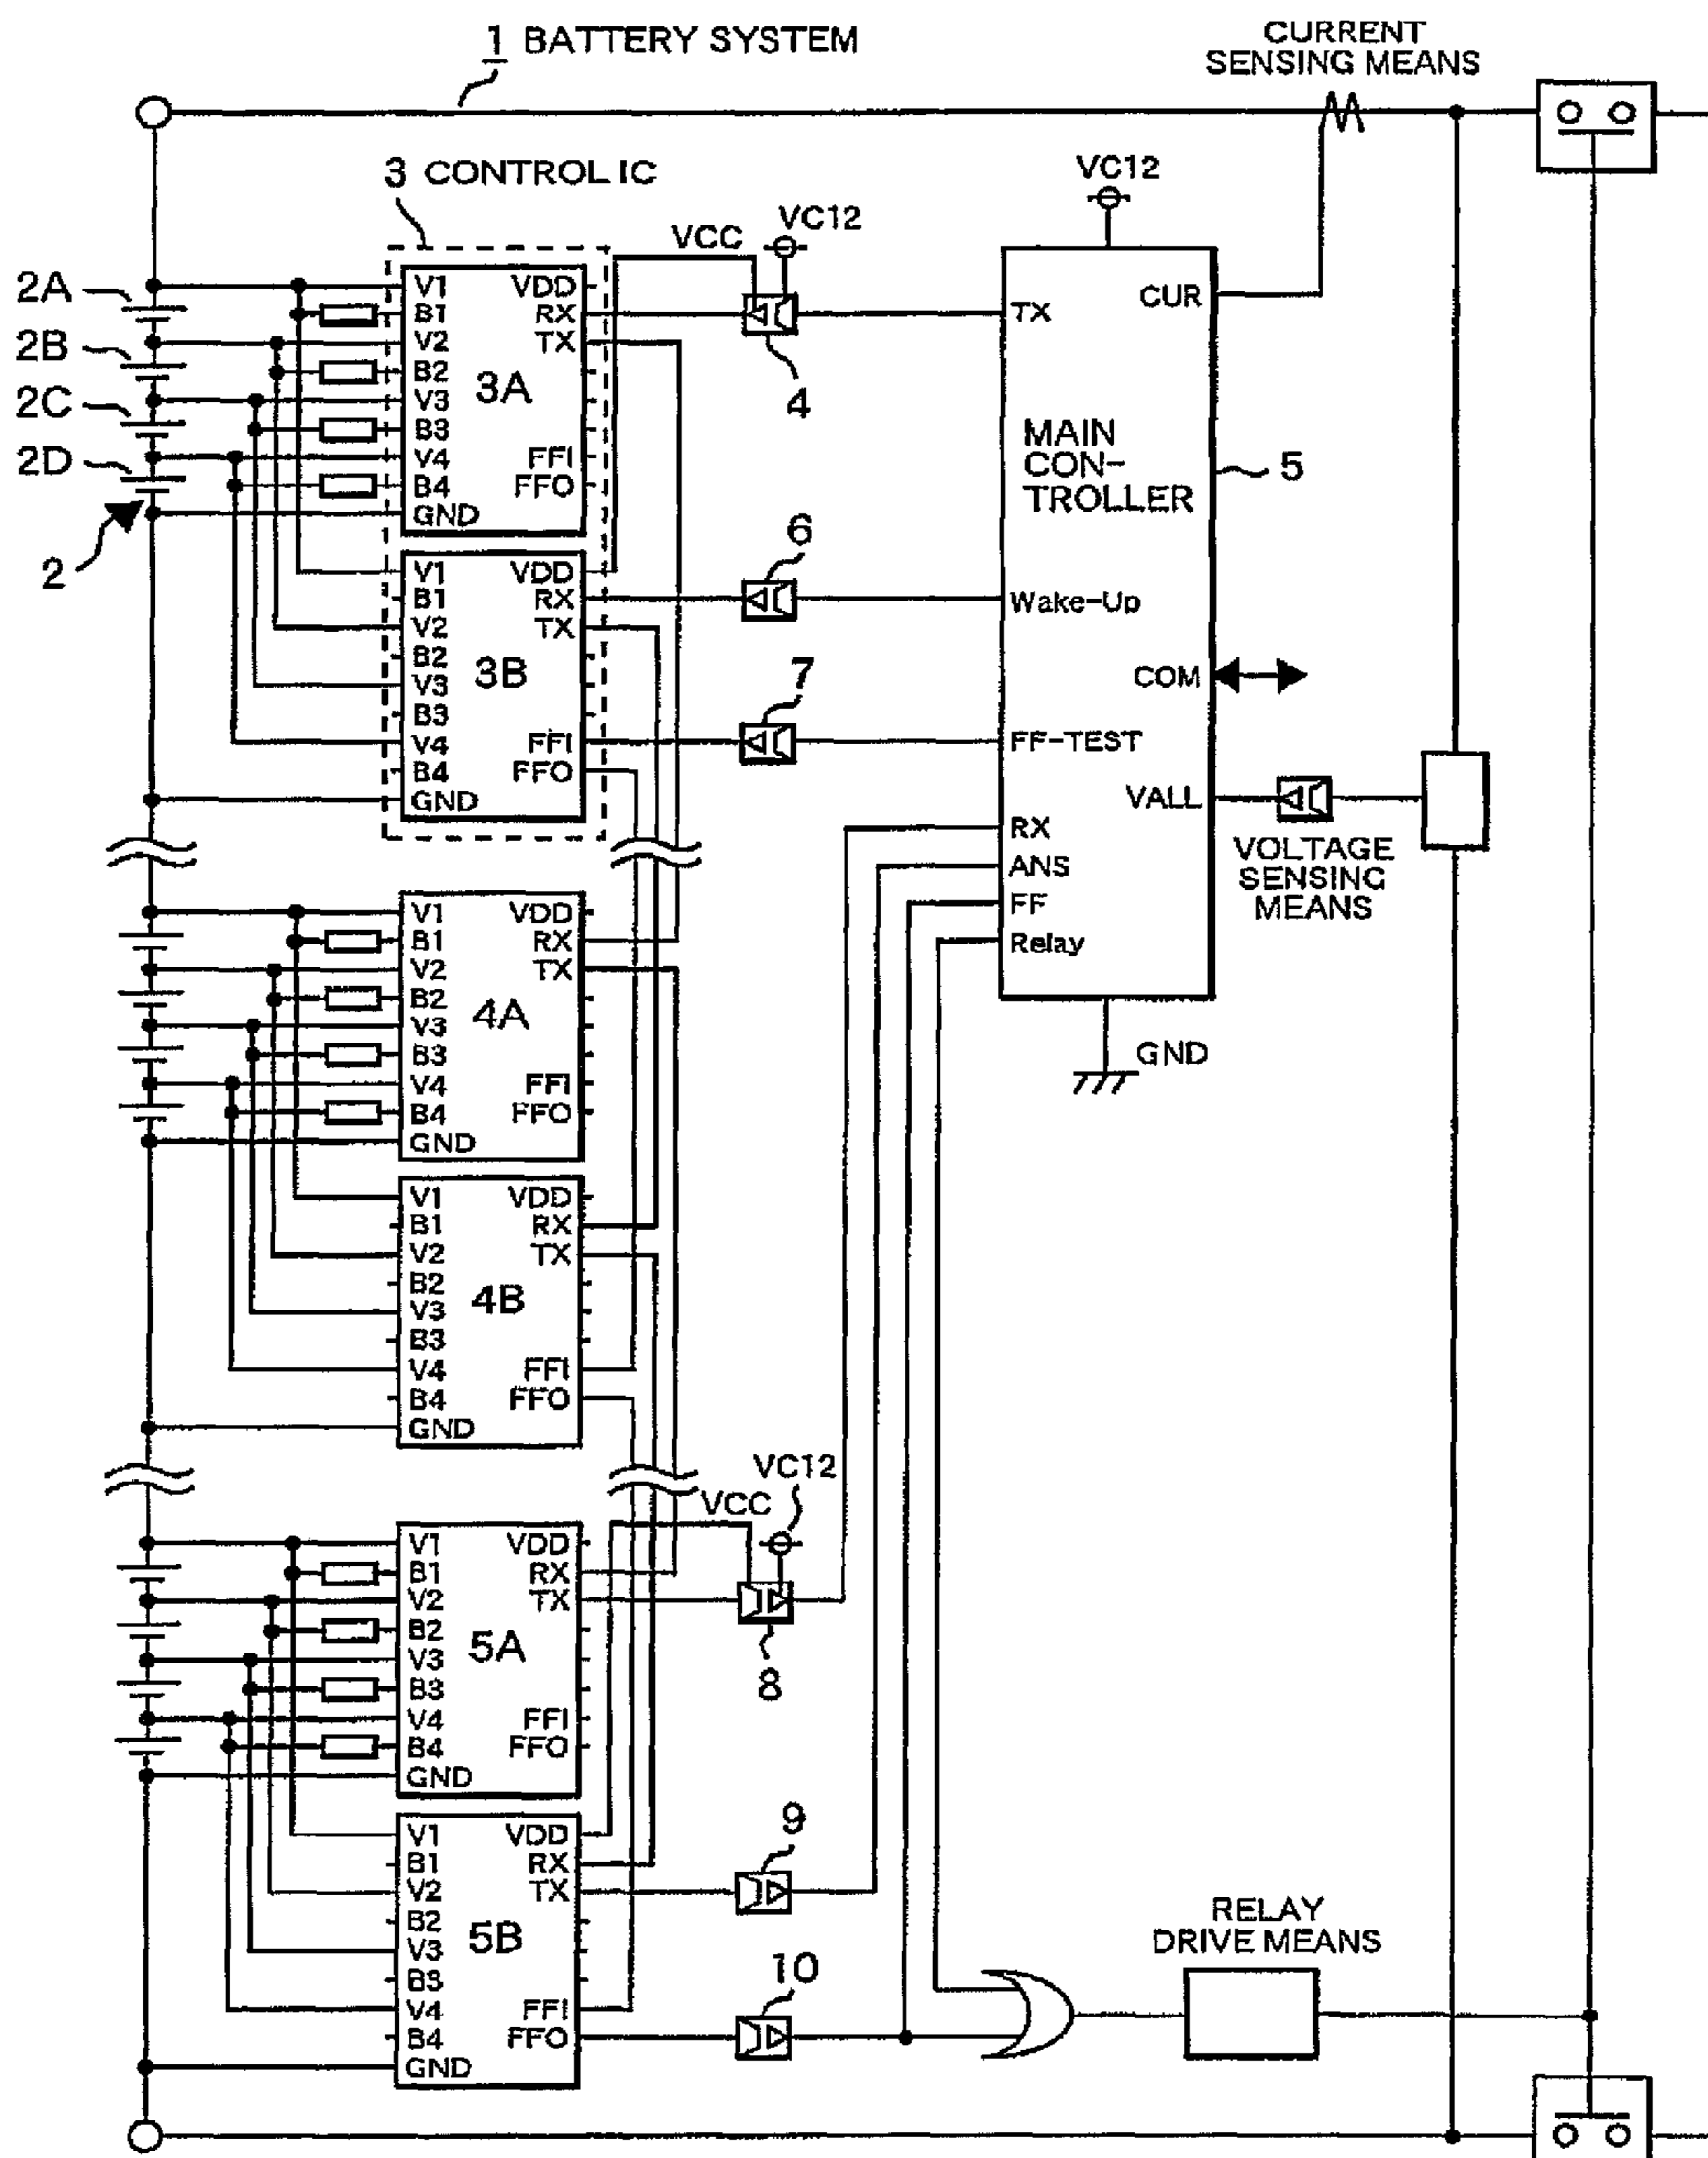 1 BATTERY SYSTEM
CURRENT
SENSING MEANS
3 CONTROL IC
VCC
VC12
VC12
2A
2B
2C
2D
2
V1 VDD
B1 RX
V2 TX
B2
V3
B3
V4 FFI
B4 FFO
GND
3A
4
TX
CUR
MAIN
CON-
TROLLER
5
6
Wake-Up
COM
7
FF-TEST
VALL
RX
ANS
FF
Relay
VOLTAGE
SENSING
MEANS
GND
V1 VDD
B1 RX
V2 TX
B2
V3
B3
V4 FFI
B4 FFO
GND
3B
V1 VDD
B1 RX
V2 TX
B2
V3
B3
V4 FFI
B4 FFO
GND
4A
V1 VDD
B1 RX
V2 TX
B2
V3
B3
V4 FFI
B4 FFO
GND
4B
VC12
VCC
V1 VDD
B1 RX
V2 TX
B2
V3
B3
V4 FFI
B4 FFO
GND
5A
8
V1 VDD
B1 RX
V2 TX
B2
V3
B3
V4 FFI
B4 FFO
GND
5B
9
10
RELAY
DRIVE MEANS